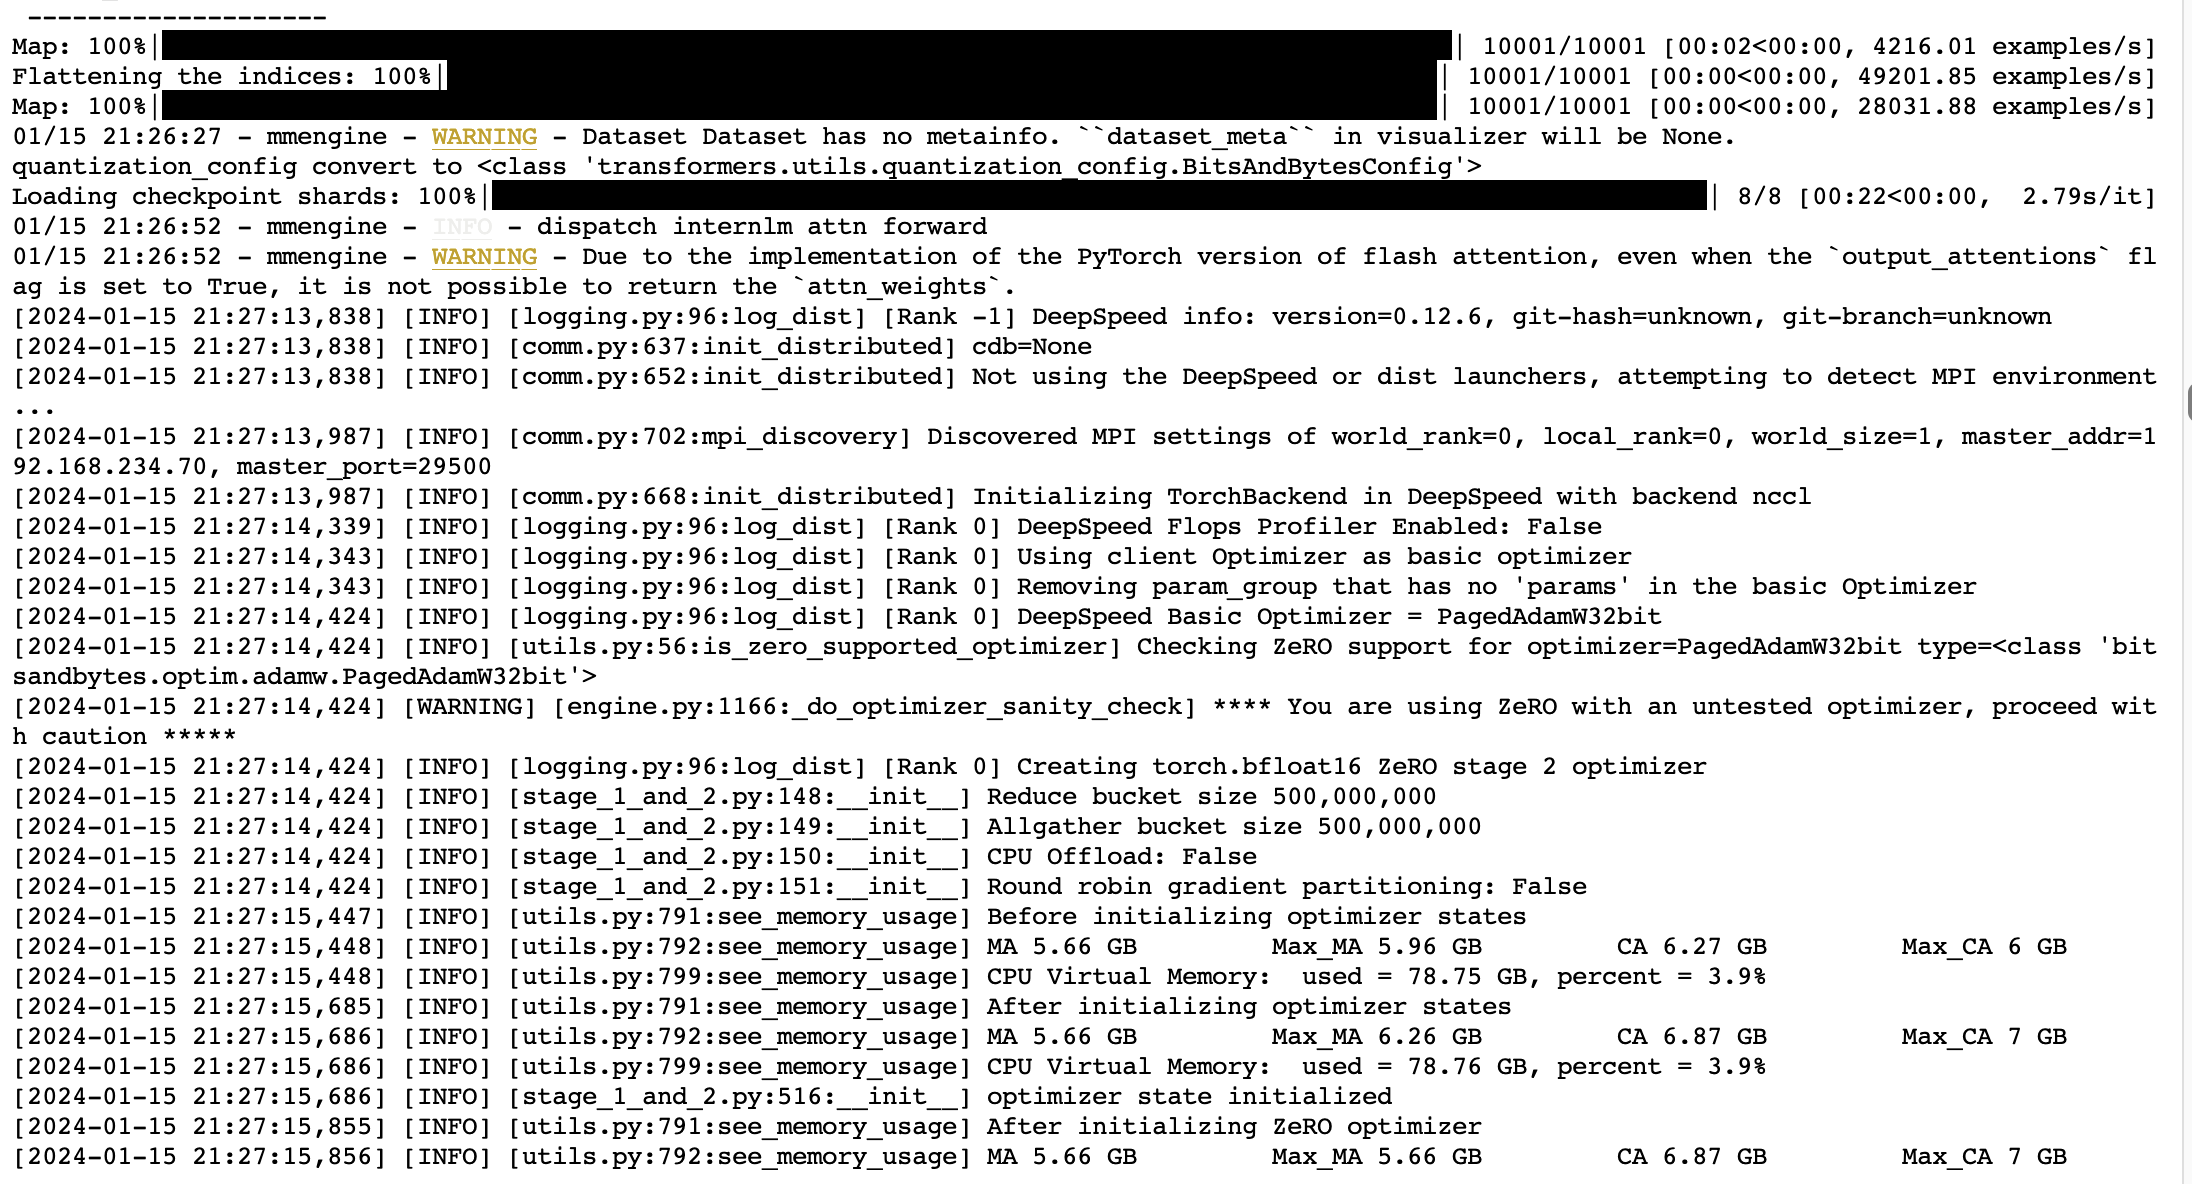 --------------------
Map: 100%| | 10001/10001 [00:02<00:00, 4216.01 examples/s]
Flattening the indices: 100%| | 10001/10001 [00:00<00:00, 49201.85 examples/s]
Map: 100%| | 10001/10001 [00:00<00:00, 28031.88 examples/s]
01/15 21:26:27 - mmengine - WARNING - Dataset Dataset has no metainfo. ``dataset_meta`` in visualizer will be None.
quantization_config convert to <class 'transformers.utils.quantization_config.BitsAndBytesConfig'>
Loading checkpoint shards: 100%| | 8/8 [00:22<00:00,  2.79s/it]
01/15 21:26:52 - mmengine - INFO - dispatch internlm attn forward
01/15 21:26:52 - mmengine - WARNING - Due to the implementation of the PyTorch version of flash attention, even when the `output_attentions` fl
ag is set to True, it is not possible to return the `attn_weights`.
[2024-01-15 21:27:13,838] [INFO] [logging.py:96:log_dist] [Rank -1] DeepSpeed info: version=0.12.6, git-hash=unknown, git-branch=unknown
[2024-01-15 21:27:13,838] [INFO] [comm.py:637:init_distributed] cdb=None
[2024-01-15 21:27:13,838] [INFO] [comm.py:652:init_distributed] Not using the DeepSpeed or dist launchers, attempting to detect MPI environment
...
[2024-01-15 21:27:13,987] [INFO] [comm.py:702:mpi_discovery] Discovered MPI settings of world_rank=0, local_rank=0, world_size=1, master_addr=1
92.168.234.70, master_port=29500
[2024-01-15 21:27:13,987] [INFO] [comm.py:668:init_distributed] Initializing TorchBackend in DeepSpeed with backend nccl
[2024-01-15 21:27:14,339] [INFO] [logging.py:96:log_dist] [Rank 0] DeepSpeed Flops Profiler Enabled: False
[2024-01-15 21:27:14,343] [INFO] [logging.py:96:log_dist] [Rank 0] Using client Optimizer as basic optimizer
[2024-01-15 21:27:14,343] [INFO] [logging.py:96:log_dist] [Rank 0] Removing param_group that has no 'params' in the basic Optimizer
[2024-01-15 21:27:14,424] [INFO] [logging.py:96:log_dist] [Rank 0] DeepSpeed Basic Optimizer = PagedAdamW32bit
[2024-01-15 21:27:14,424] [INFO] [utils.py:56:is_zero_supported_optimizer] Checking ZeRO support for optimizer=PagedAdamW32bit type=<class 'bit
sandbytes.optim.adamw.PagedAdamW32bit'>
[2024-01-15 21:27:14,424] [WARNING] [engine.py:1166:_do_optimizer_sanity_check] **** You are using ZeRO with an untested optimizer, proceed wit
h caution *****
[2024-01-15 21:27:14,424] [INFO] [logging.py:96:log_dist] [Rank 0] Creating torch.bfloat16 ZeRO stage 2 optimizer
[2024-01-15 21:27:14,424] [INFO] [stage_1_and_2.py:148:__init__] Reduce bucket size 500,000,000
[2024-01-15 21:27:14,424] [INFO] [stage_1_and_2.py:149:__init__] Allgather bucket size 500,000,000
[2024-01-15 21:27:14,424] [INFO] [stage_1_and_2.py:150:__init__] CPU Offload: False
[2024-01-15 21:27:14,424] [INFO] [stage_1_and_2.py:151:__init__] Round robin gradient partitioning: False
[2024-01-15 21:27:15,447] [INFO] [utils.py:791:see_memory_usage] Before initializing optimizer states
[2024-01-15 21:27:15,448] [INFO] [utils.py:792:see_memory_usage] MA 5.66 GB         Max_MA 5.96 GB         CA 6.27 GB         Max_CA 6 GB
[2024-01-15 21:27:15,448] [INFO] [utils.py:799:see_memory_usage] CPU Virtual Memory:  used = 78.75 GB, percent = 3.9%
[2024-01-15 21:27:15,685] [INFO] [utils.py:791:see_memory_usage] After initializing optimizer states
[2024-01-15 21:27:15,686] [INFO] [utils.py:792:see_memory_usage] MA 5.66 GB         Max_MA 6.26 GB         CA 6.87 GB         Max_CA 7 GB
[2024-01-15 21:27:15,686] [INFO] [utils.py:799:see_memory_usage] CPU Virtual Memory:  used = 78.76 GB, percent = 3.9%
[2024-01-15 21:27:15,686] [INFO] [stage_1_and_2.py:516:__init__] optimizer state initialized
[2024-01-15 21:27:15,855] [INFO] [utils.py:791:see_memory_usage] After initializing ZeRO optimizer
[2024-01-15 21:27:15,856] [INFO] [utils.py:792:see_memory_usage] MA 5.66 GB         Max_MA 5.66 GB         CA 6.87 GB         Max_CA 7 GB